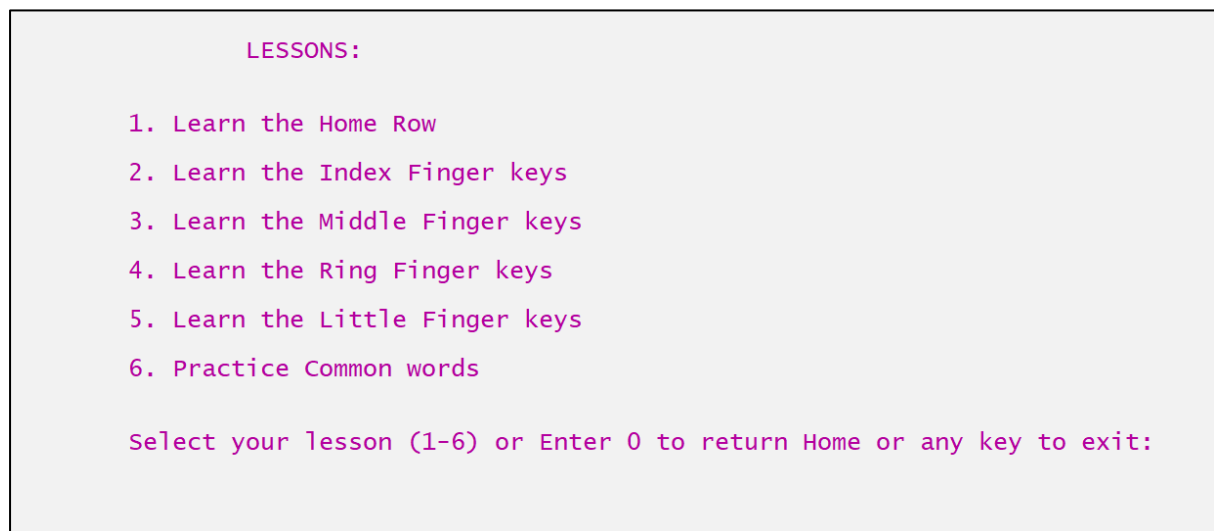 LESSONS:
1. Learn the Home Row
2. Learn the Index Finger keys
3. Learn the Middle Finger keys
4. Learn the Ring Finger keys
5. Learn the Little Finger keys
6. Practice Common words
Select your lesson (1-6) or Enter 0 to return Home or any key to exit: